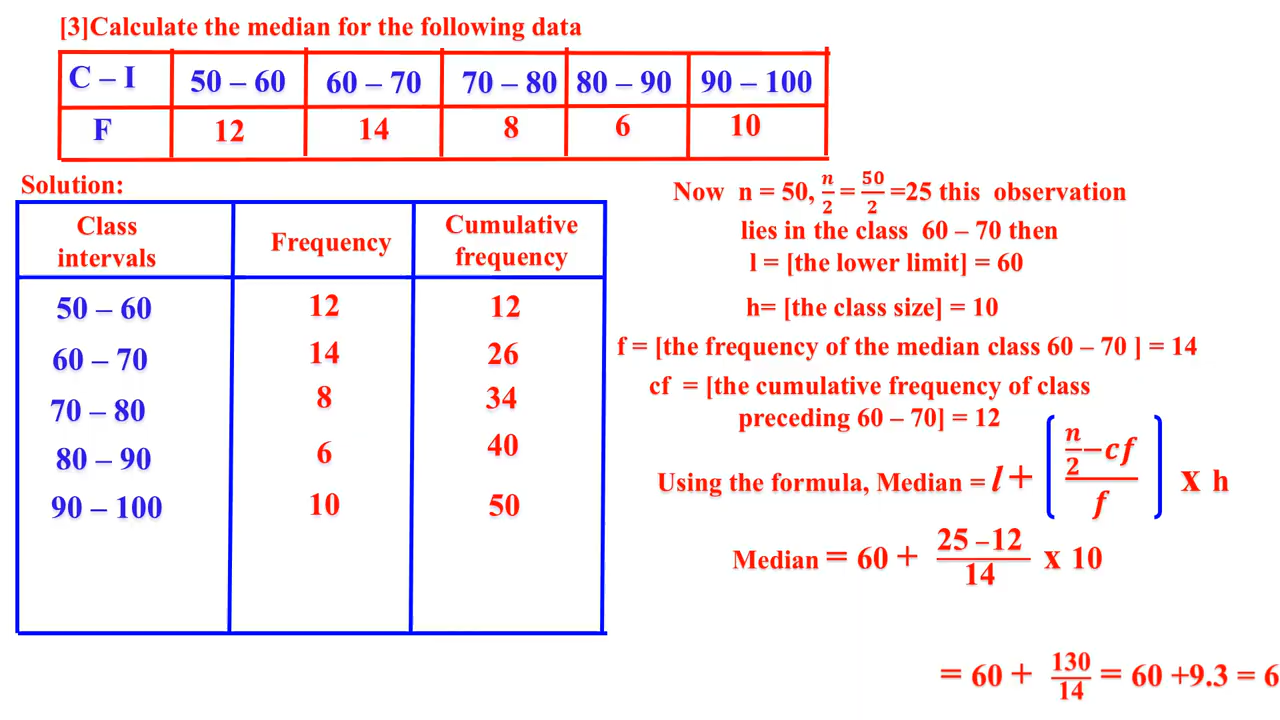 [3]Calculate the median for the following data
C – I 50 – 60 60 – 70 70 – 80 80 – 90 90 – 100
F 12 14 8 6 10
Solution:
Class intervals Frequency Cumulative frequency
50 – 60 12 12
60 – 70 14 26
70 – 80 8 34
80 – 90 6 40
90 – 100 10 50
Now n = 50, n/2 = 50/2 =25 this observation
lies in the class 60 – 70 then
l = [the lower limit] = 60
h= [the class size] = 10
f = [the frequency of the median class 60 – 70 ] = 14
cf = [the cumulative frequency of class
preceding 60 – 70] = 12
Using the formula, Median = l + [ (n/2 – cf) / f ] x h
Median = 60 + (25 – 12)/14 x 10
= 60 + 130/14 = 60 +9.3 = 6